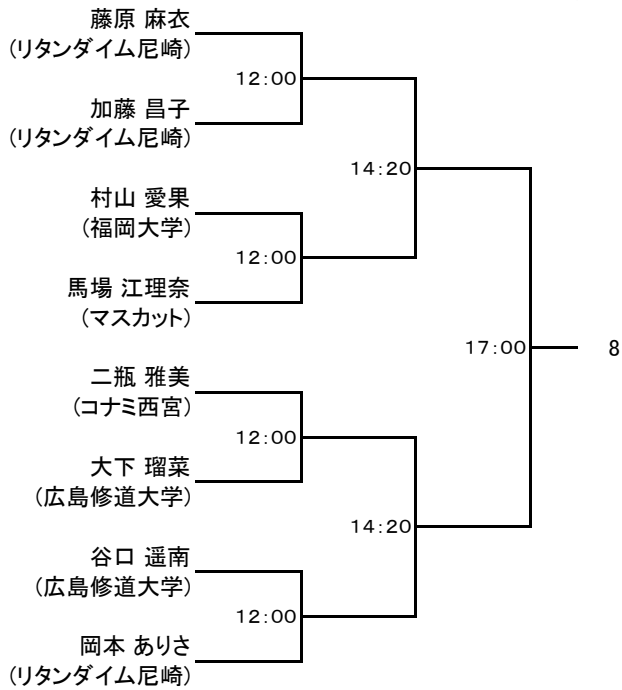 藤原 麻衣
(リタンダイム尼崎)
12:00
加藤 昌子
(リタンダイム尼崎)
14:20
村山 愛果
(福岡大学)
12:00
馬場 江理奈
(マスカット)
17:00
8
二瓶 雅美
(コナミ西宮)
12:00
大下 瑠菜
(広島修道大学)
14:20
谷口 遥南
(広島修道大学)
12:00
岡本 ありさ
(リタンダイム尼崎)